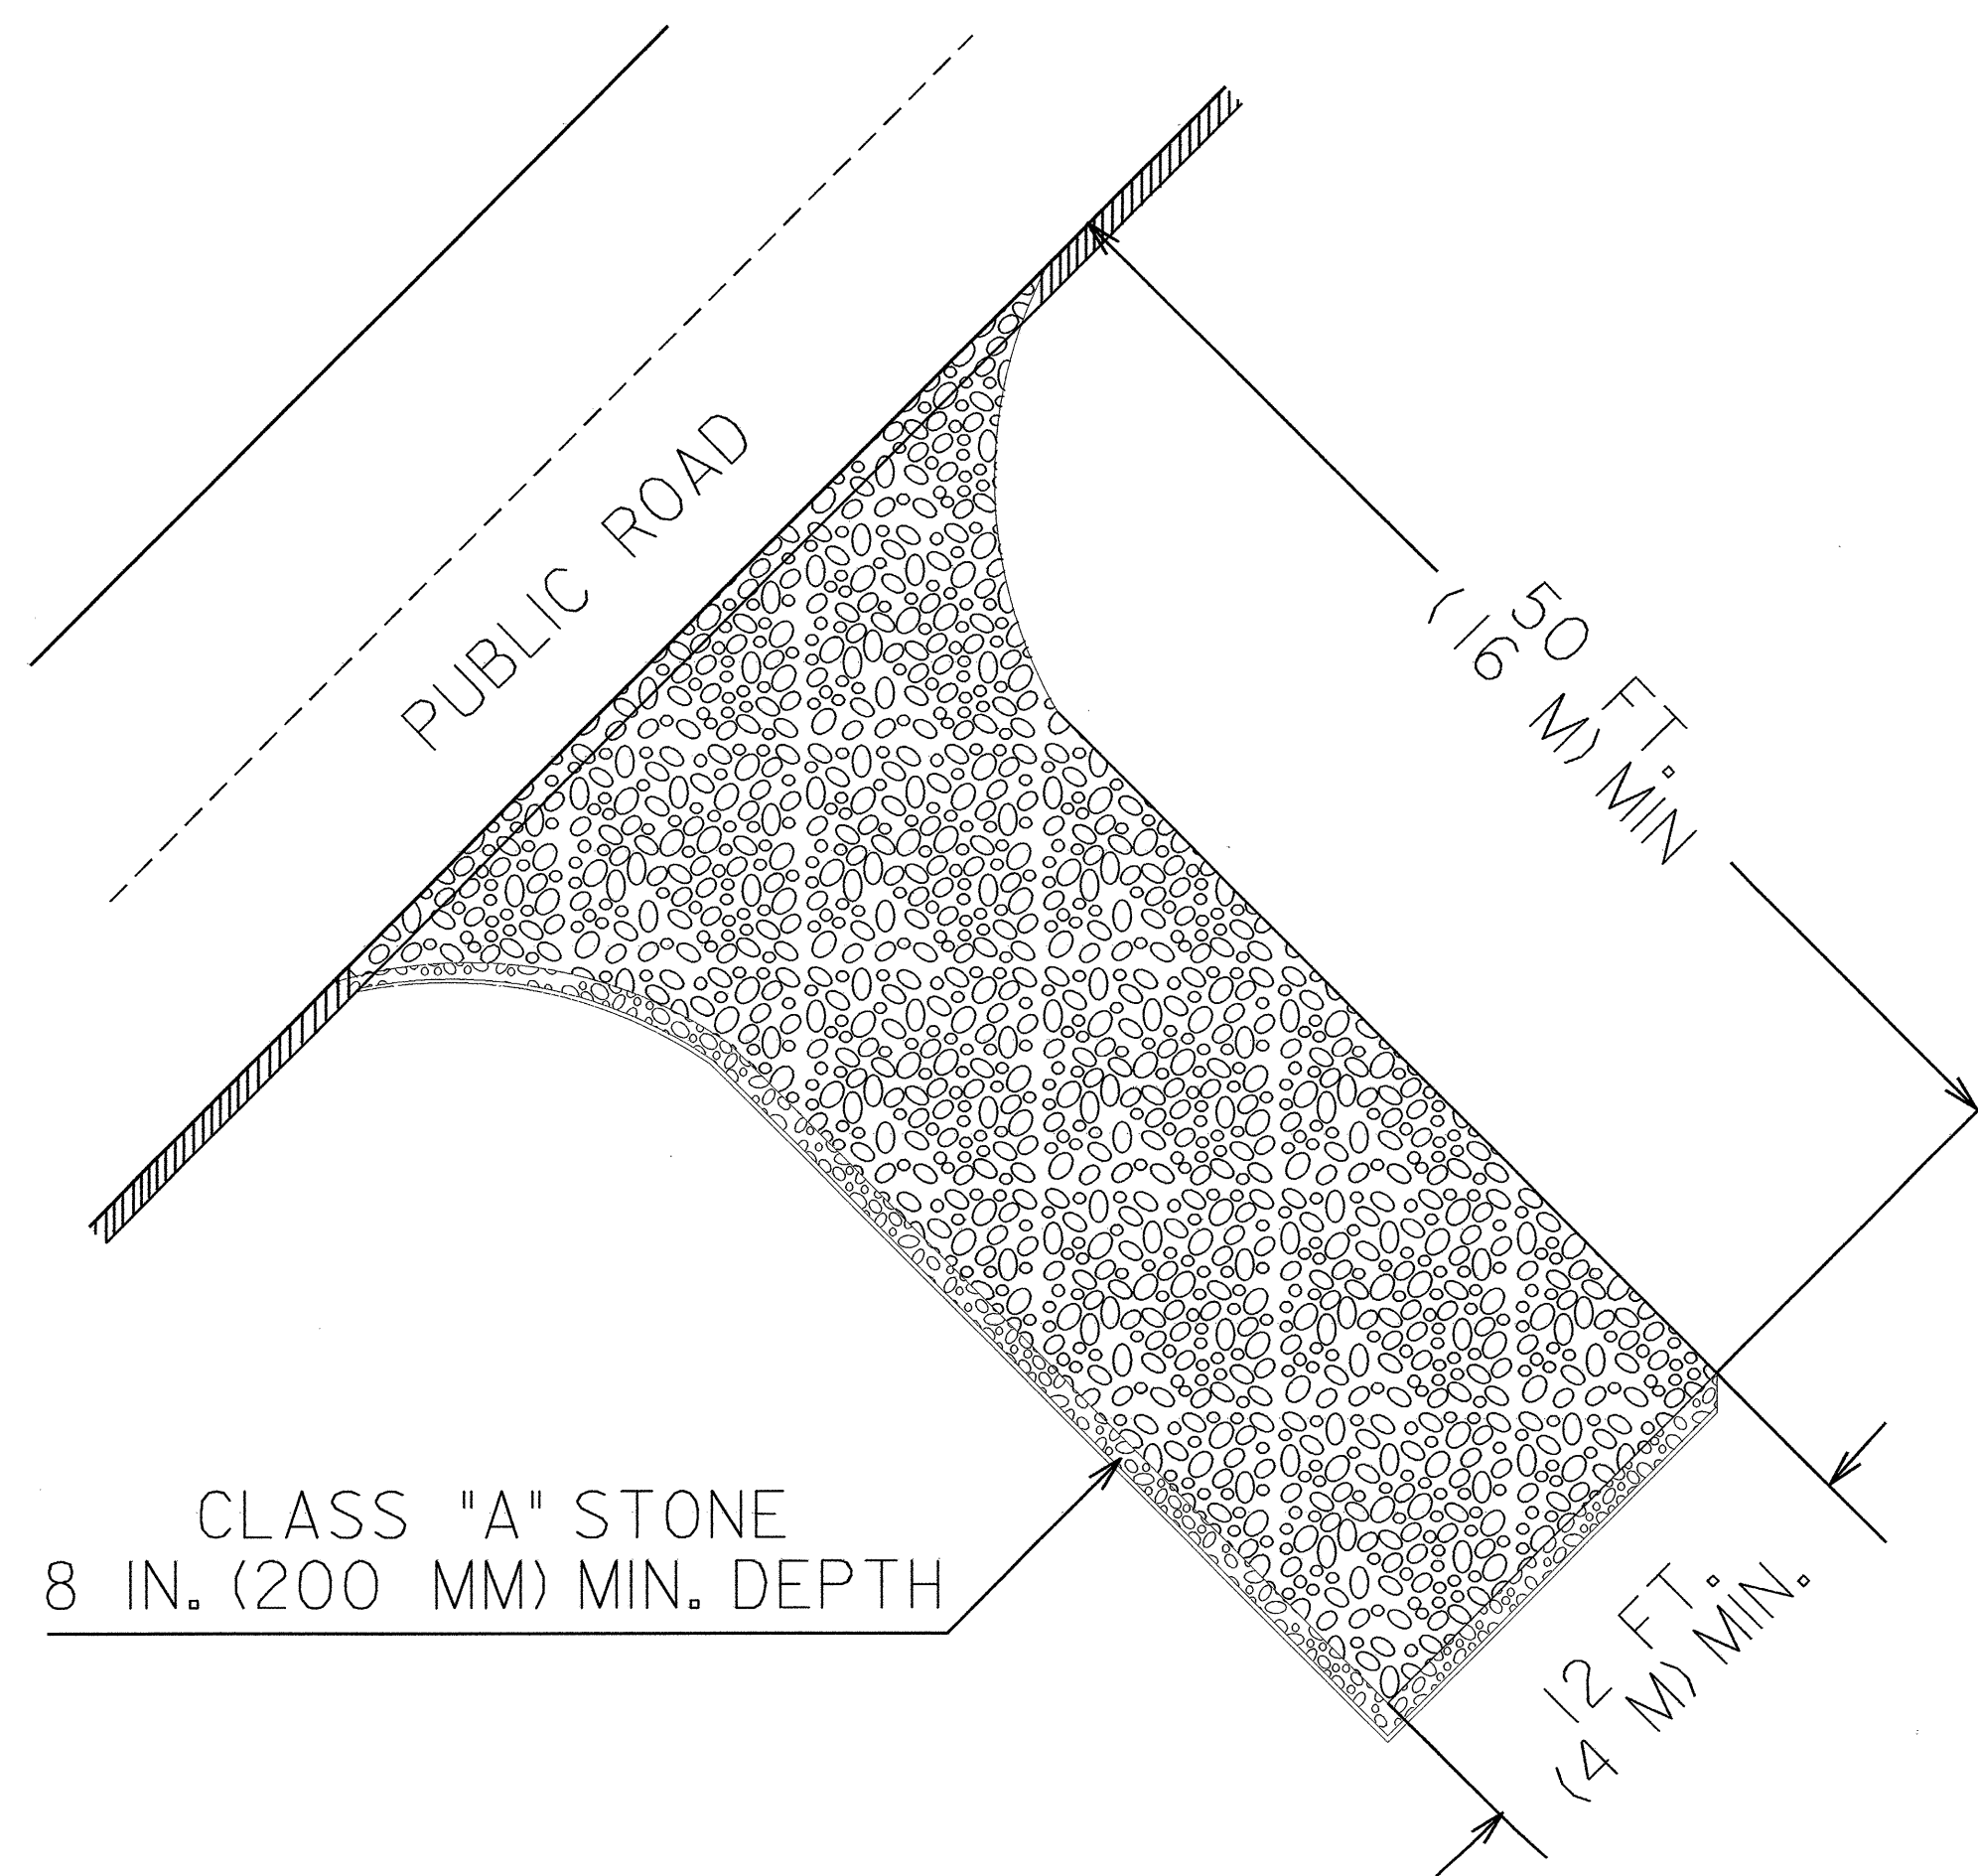 PUBLIC ROAD
50 FT.
(16 M) MIN
CLASS "A" STONE
8 IN. (200 MM) MIN. DEPTH
12 FT.
(4 M) MIN.